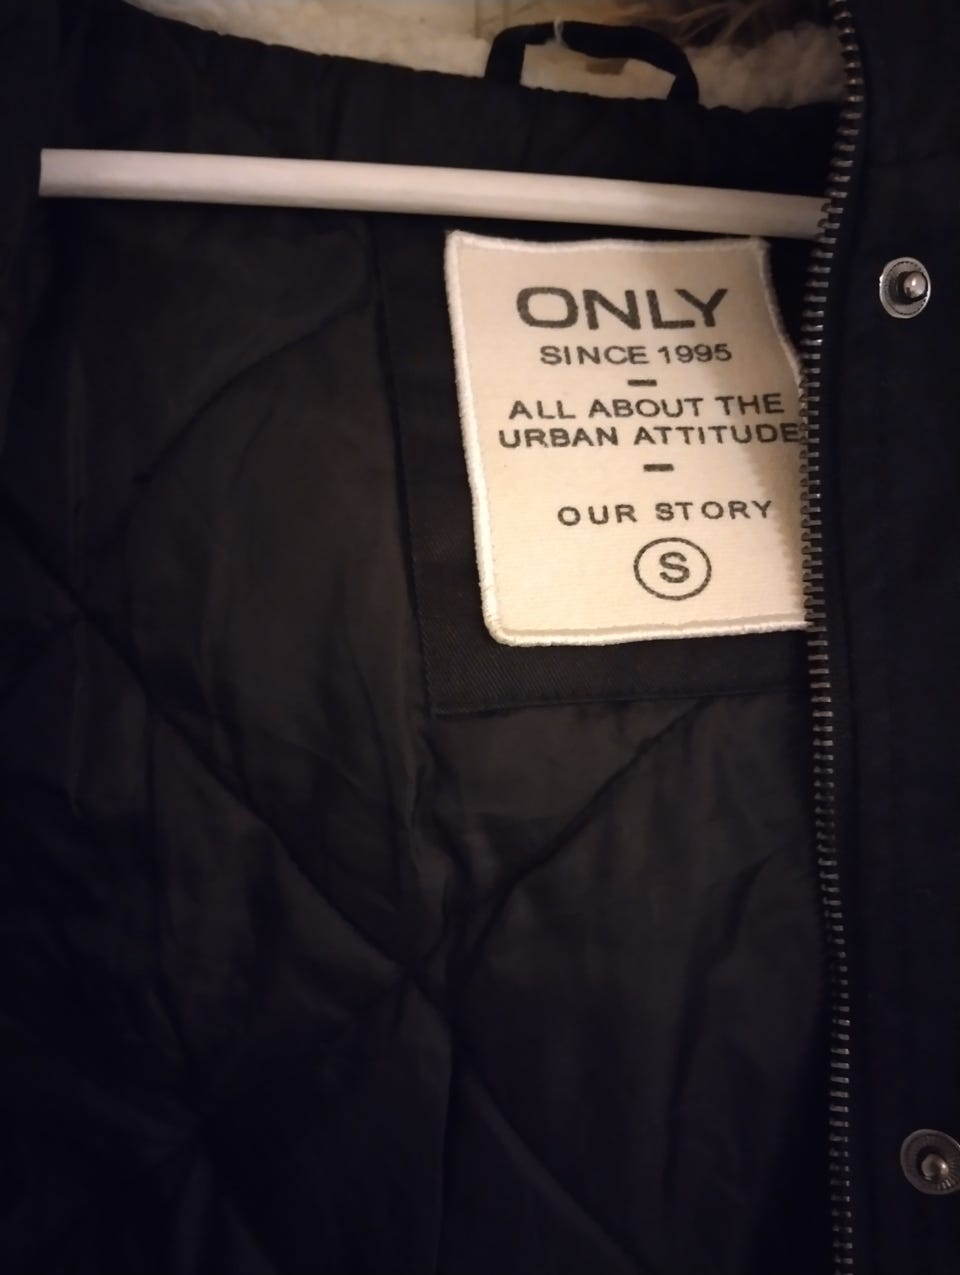 ONLY
SINCE 1995
ALL ABOUT THE
URBAN ATTITUDE
OUR STORY
S